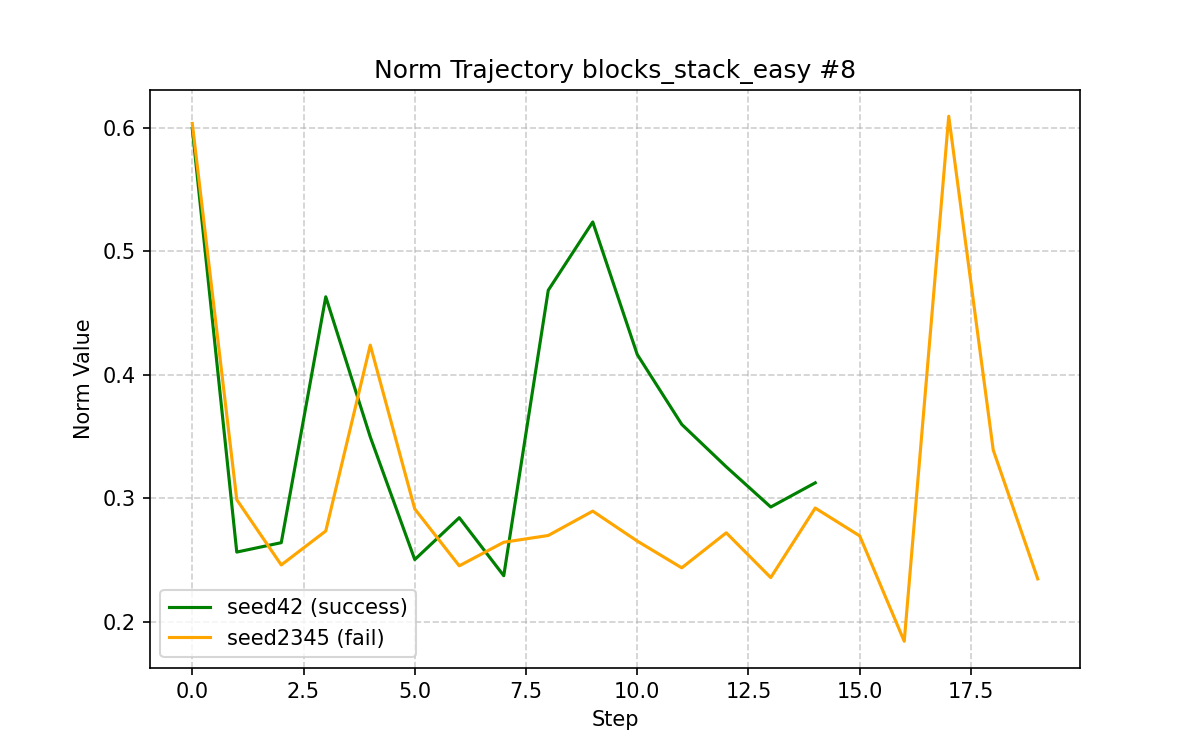 Norm Trajectory blocks_stack_easy #8
Norm Value
0.6
0.5
0.4
0.3
0.2
seed42 (success)
seed2345 (fail)
0.0 2.5 5.0 7.5 10.0 12.5 15.0 17.5
Step